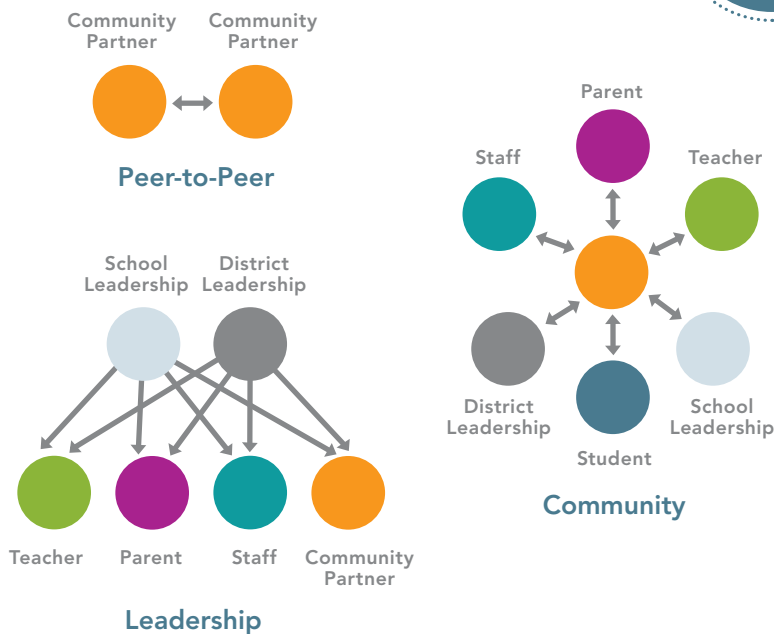 Community
Partner
Community
Partner
Peer-to-Peer
School
Leadership
District
Leadership
Teacher
Parent
Staff
Community
Partner
Leadership
Parent
Staff
Teacher
District
Leadership
School
Leadership
Student
Community